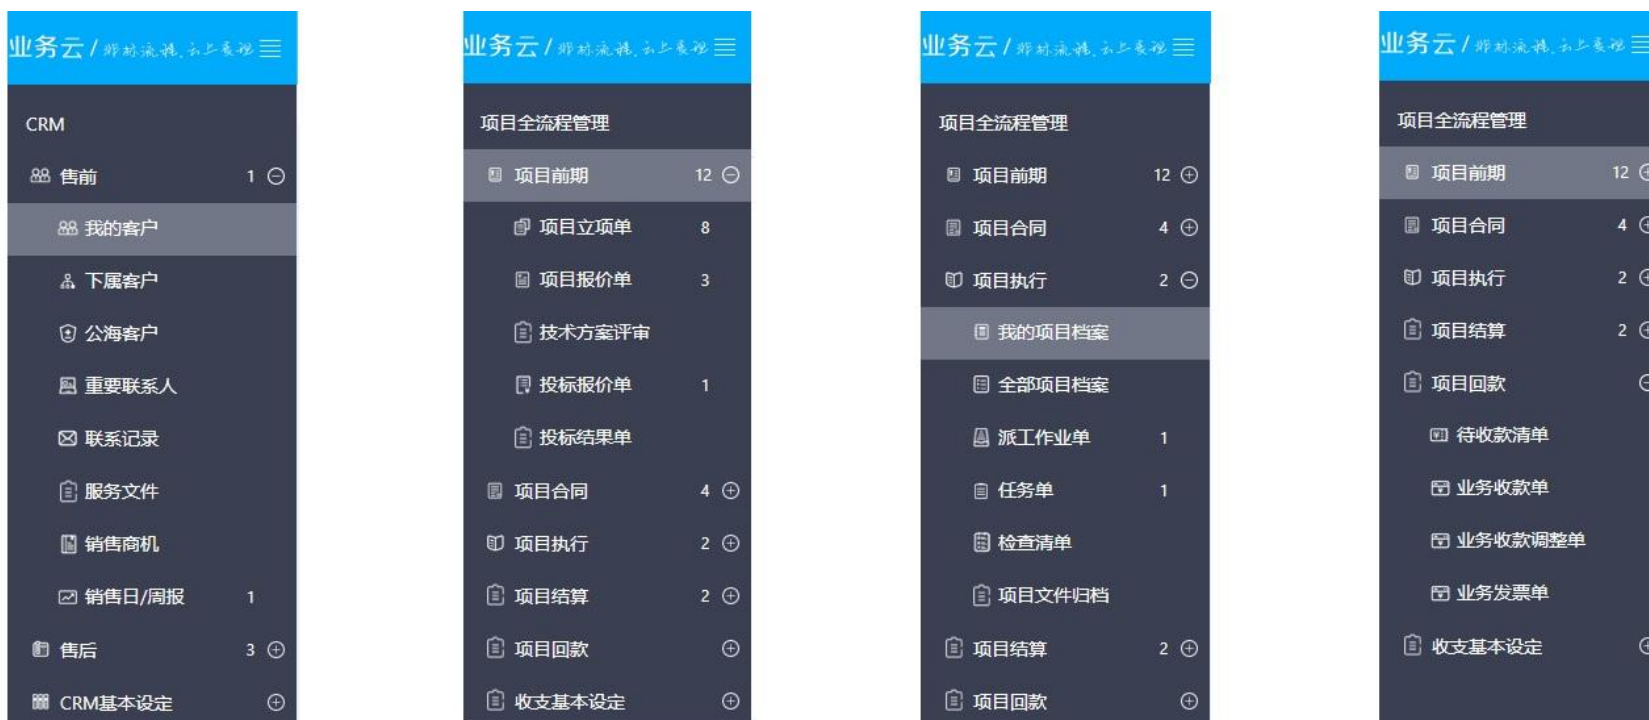 业务云/
CRM
售前 1
我的客户
下属客户
公海客户
重要联系人
联系记录
服务文件
销售商机
销售日/周报 1
售后 3
CRM基本设定
业务云/
项目全流程管理
项目前期 12
项目立项单 8
项目报价单 3
技术方案评审
投标报价单 1
投标结果单
项目合同 4
项目执行 2
项目结算 2
项目回款
收支基本设定
业务云/
项目全流程管理
项目前期 12
项目合同 4
项目执行 2
我的项目档案
全部项目档案
派工作业单 1
任务单 1
检查清单
项目文件归档
项目结算 2
项目回款
业务云/
项目全流程管理
项目前期 12
项目合同 4
项目执行 2
项目结算 2
项目回款
待收款清单
业务收款单
业务收款调整单
业务发票单
收支基本设定